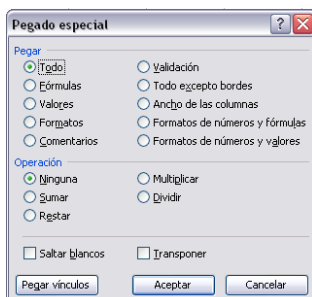 Pegado especial
Pegar
Todo
Validación
Fórmulas
Todo excepto bordes
Valores
Ancho de las columnas
Formatos
Formatos de números y fórmulas
Comentarios
Formatos de números y valores
Operación
Ninguna
Multiplicar
Sumar
Dividir
Restar
Saltar blancos
Transponer
Pegar vínculos
Aceptar
Cancelar